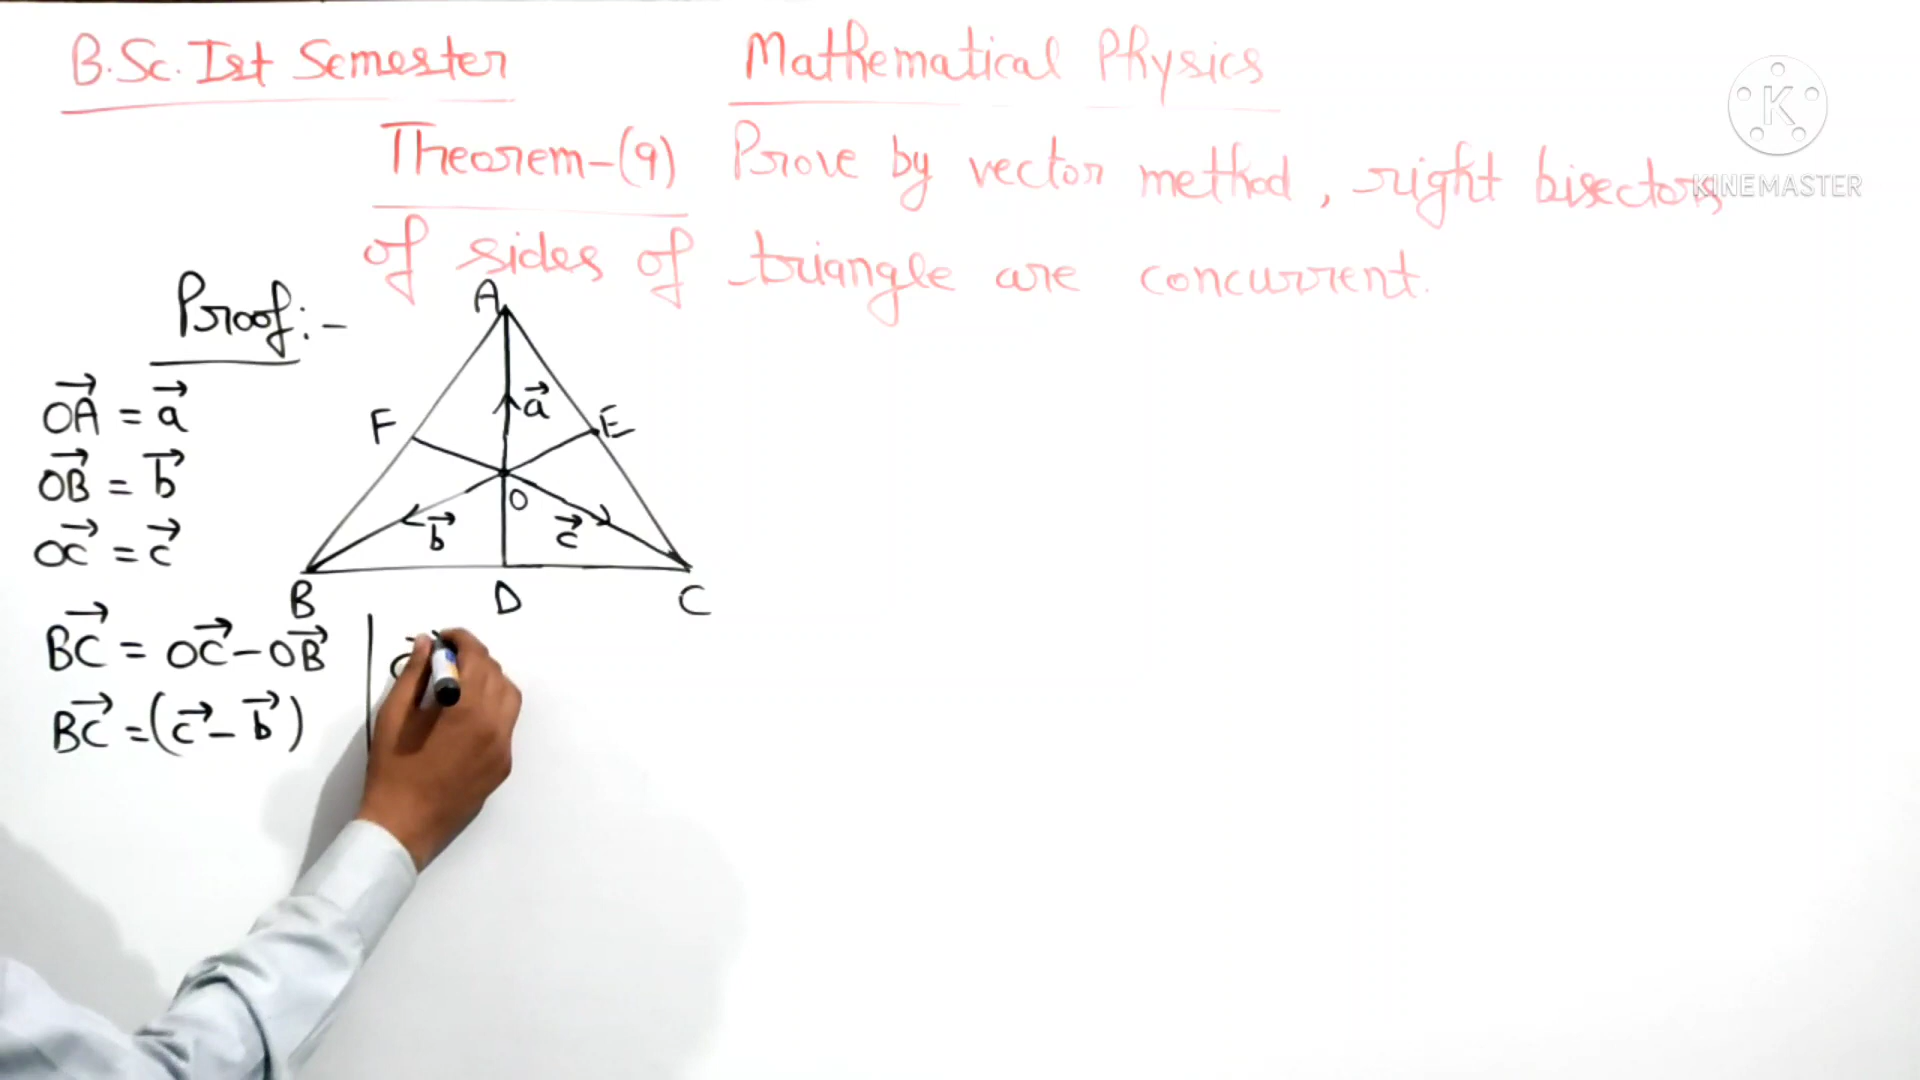 B.Sc. Ist Semester Mathematical Physics
Theorem-(9) Prove by vector method, right bisectors
of sides of triangle are concurrent.
KINEMASTER
K
Proof:-
A
F
E
O
B
D
C
a⃗
b⃗
c⃗
OA⃗ = a⃗
OB⃗ = b⃗
OC⃗ = c⃗
BC⃗ = OC⃗ - OB⃗
BC⃗ = (c⃗ - b⃗)